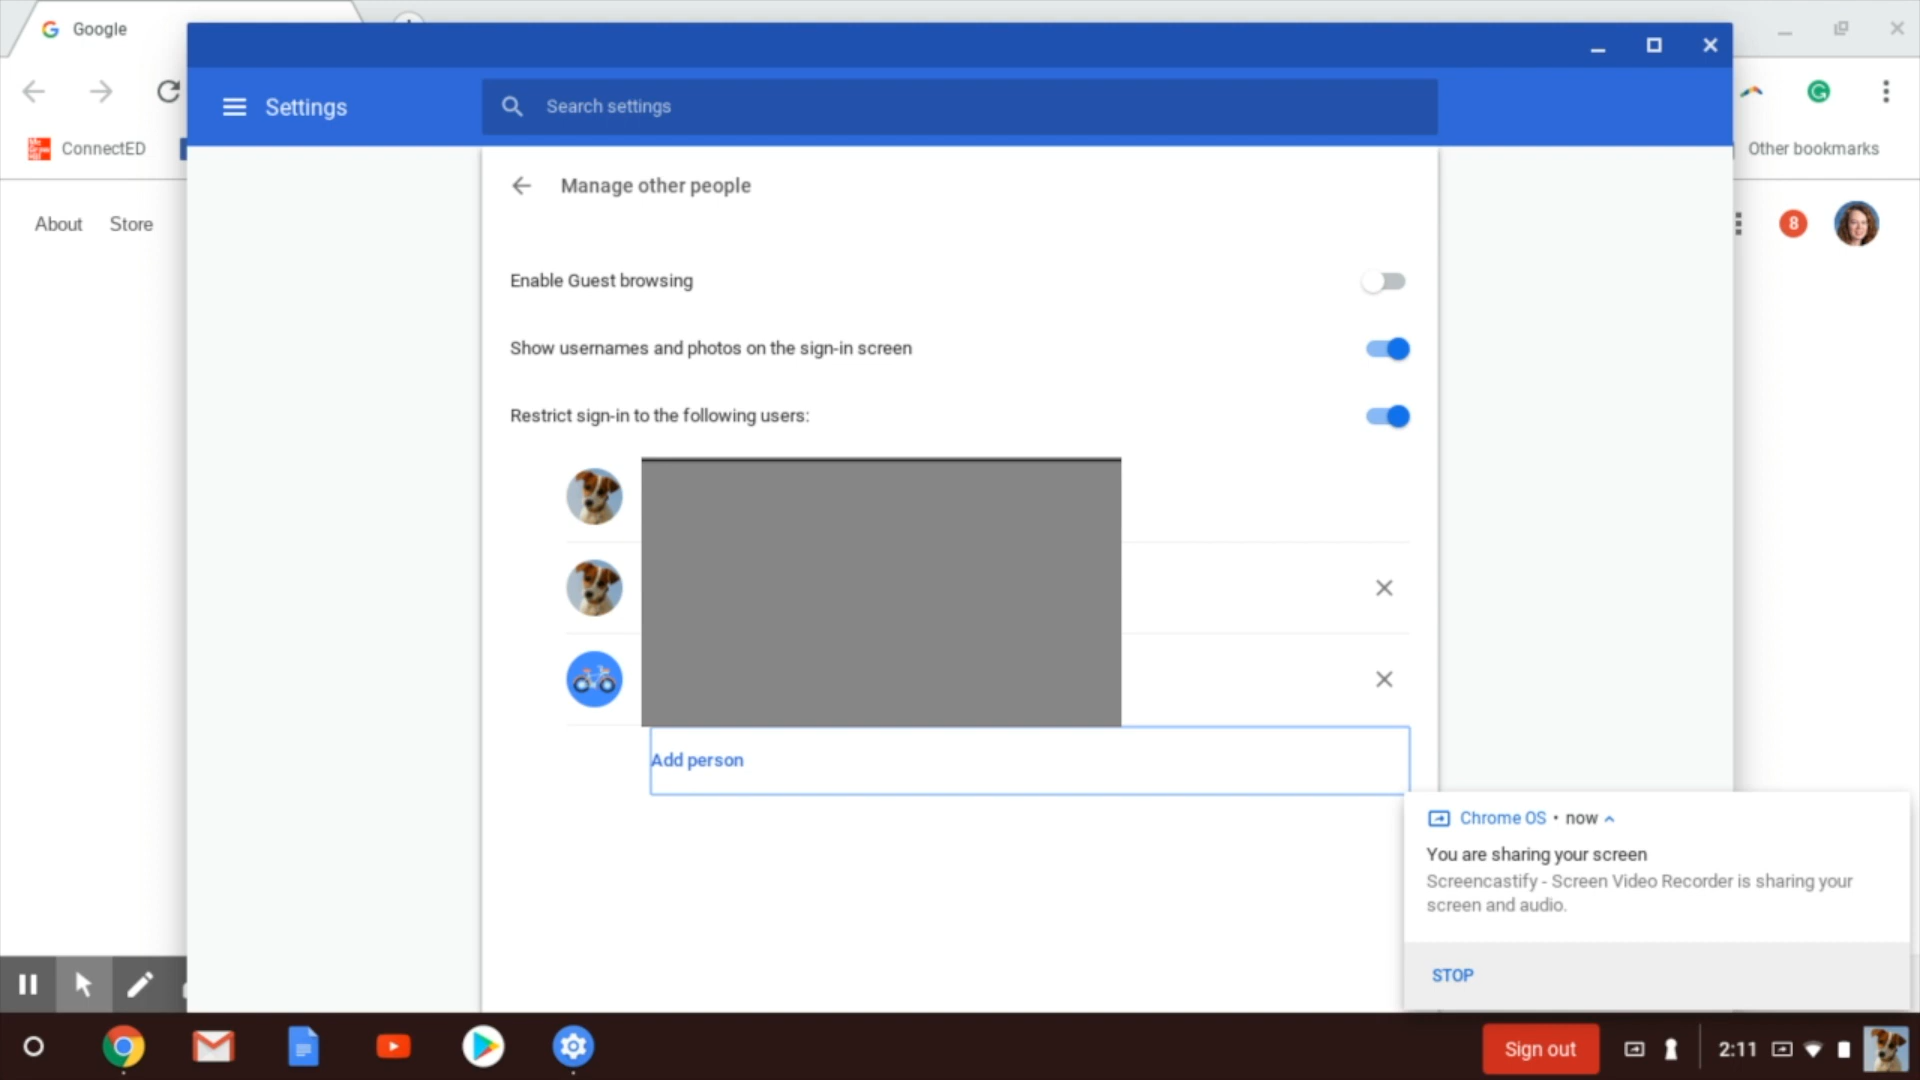 Google
Settings
Search settings
ConnectED
Other bookmarks
Manage other people
About Store
8
Enable Guest browsing
Show usernames and photos on the sign-in screen
Restrict sign-in to the following users:
Add person
Chrome OS • now
You are sharing your screen
Screencastify - Screen Video Recorder is sharing your
screen and audio.
STOP
Sign out
2:11